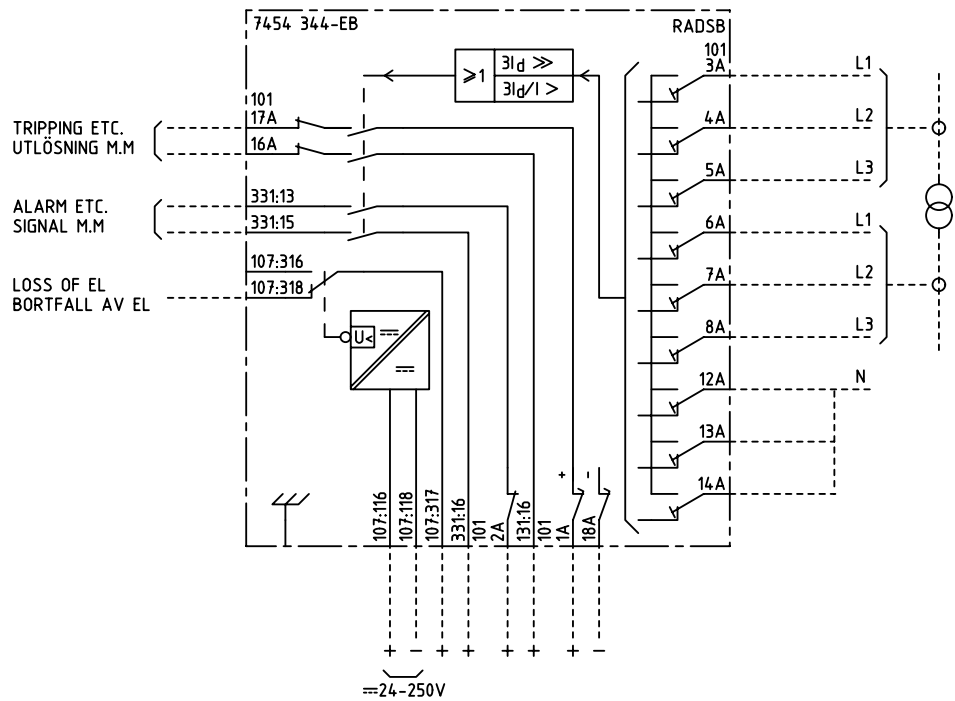 7454 344-EB
RADSB
101
3A
L1
4A
L2
5A
L3
6A
L1
7A
L2
8A
L3
12A
N
13A
14A
⩾1
3Id >>
3Id/I >
101
17A
16A
TRIPPING ETC.
UTLÖSNING M.M
331:13
331:15
ALARM ETC.
SIGNAL M.M
107:316
107:318
LOSS OF EL
BORTFALL AV EL
U<
107:116
107:118
107:317
331:16
101
2A
131:16
101
1A
18A
+ -
+ - + + + + + -
24-250V